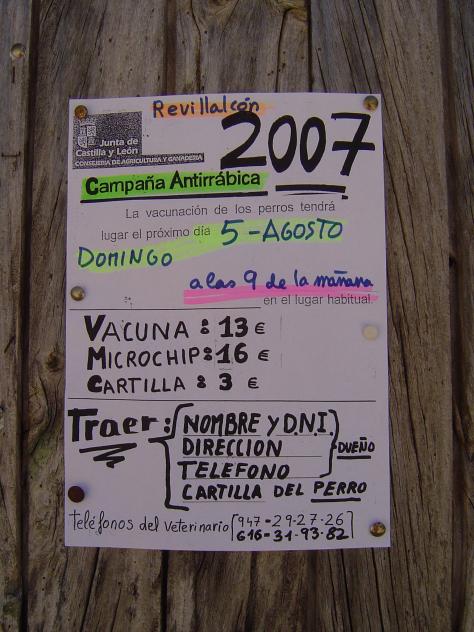 Revillalcón
2007
Junta de
Castilla y León
CONSEJERÍA DE AGRICULTURA Y GANADERÍA
Campaña Antirrábica
La vacunación de los perros tendrá
lugar el próximo día 5-AGOSTO
DOMINGO
a las 9 de la mañana
en el lugar habitual.
VACUNA : 13 €
MICROCHIP: 16 €
CARTILLA : 3 €
Traer: NOMBRE Y D.N.I.
DIRECCION
TELEFONO
DUEÑO
CARTILLA DEL PERRO
teléfonos del veterinario 947-29-27-26
616-31-93-82